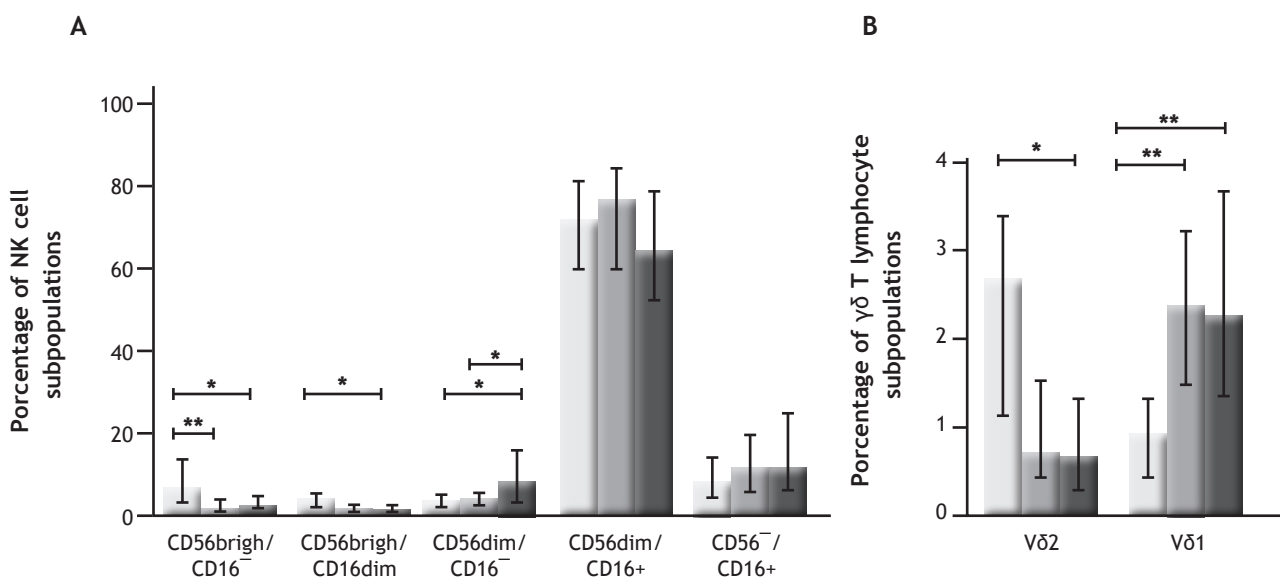 A
Porcentage of NK cell
subpopulations
100
80
60
40
20
0
*
**
*
*
*
CD56brigh/
CD16¯
CD56brigh/
CD16dim
CD56dim/
CD16¯
CD56dim/
CD16+
CD56¯/
CD16+
B
Porcentage of γδ T lymphocyte
subpopulations
4
3
2
1
0
*
**
**
Vδ2
Vδ1